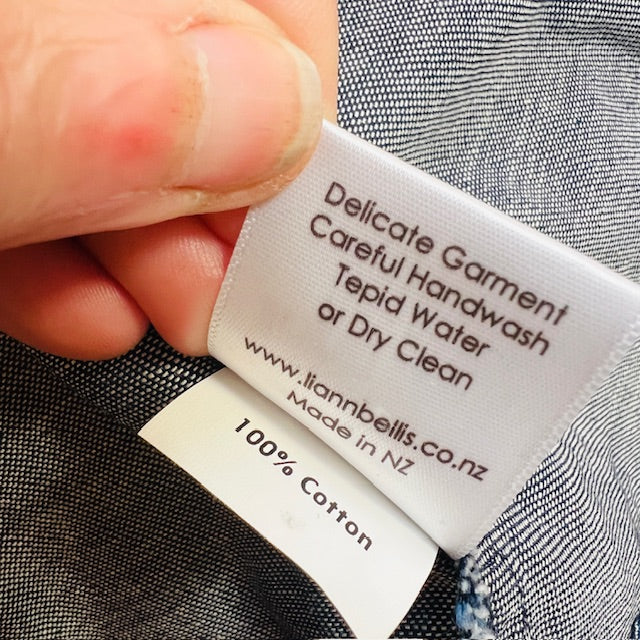 Delicate Garment
Careful Handwash
Tepid Water
or Dry Clean
www.liannbellis.co.nz
Made in NZ
100% Cotton